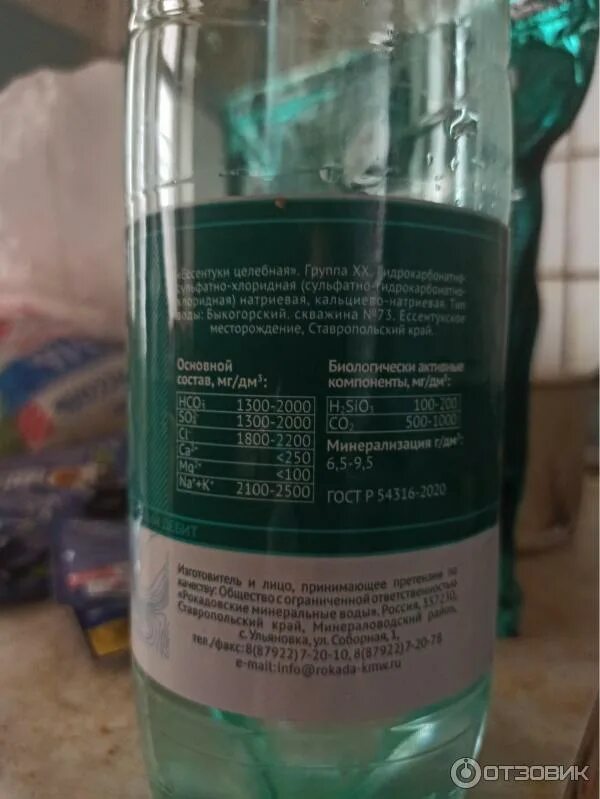 «Ессентуки целебная». Группа XX. Гидрокарбонатно-
сульфатно-хлоридная (сульфатно-гидрокарбонатно-
хлоридная) натриевая, кальциево-натриевая. Тип
воды: Быкогорский. скважина №73. Ессентукское
месторождение, Ставропольский край.
Основной
состав, мг/дм³:
HCO₃⁻ 1300-2000
SO₄²⁻ 1300-2000
Cl⁻ 1800-2200
Ca²⁺ <250
Mg²⁺ <100
Na⁺+K⁺ 2100-2500
Биологически активные
компоненты, мг/дм³:
H₂SiO₃ 100-200
CO₂ 500-1000
Минерализация г/дм³:
6,5-9,5
ГОСТ Р 54316-2020
ДЕБИТ
Изготовитель и лицо, принимающее претензии по
качеству: Общество с ограниченной ответственностью
«Рокадовские минеральные воды». Россия, 357230,
Ставропольский край, Минераловодский район,
с. Ульяновка, ул. Соборная, 1,
тел./факс: 8(87922) 7-20-10, 8(87922) 7-20-78
e-mail: info@rokada-kmw.ru
ОТЗОВИК